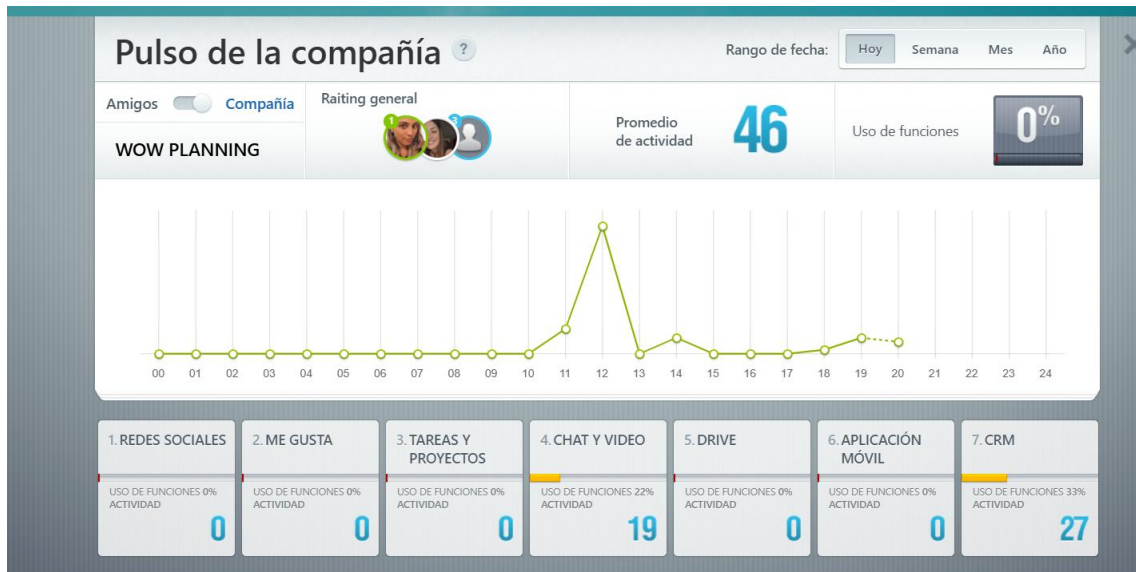 Pulso de la compañía ?
Rango de fecha: Hoy Semana Mes Año
Amigos Compañía
WOW PLANNING
Raiting general
1 3
Promedio
de actividad
46
Uso de funciones
0%
00 01 02 03 04 05 06 07 08 09 10 11 12 13 14 15 16 17 18 19 20 21 22 23 24
1. REDES SOCIALES
USO DE FUNCIONES 0%
ACTIVIDAD
0
2. ME GUSTA
USO DE FUNCIONES 0%
ACTIVIDAD
0
3. TAREAS Y
PROYECTOS
USO DE FUNCIONES 0%
ACTIVIDAD
0
4. CHAT Y VIDEO
USO DE FUNCIONES 22%
ACTIVIDAD
19
5. DRIVE
USO DE FUNCIONES 0%
ACTIVIDAD
0
6. APLICACIÓN
MÓVIL
USO DE FUNCIONES 0%
ACTIVIDAD
0
7. CRM
USO DE FUNCIONES 33%
ACTIVIDAD
27